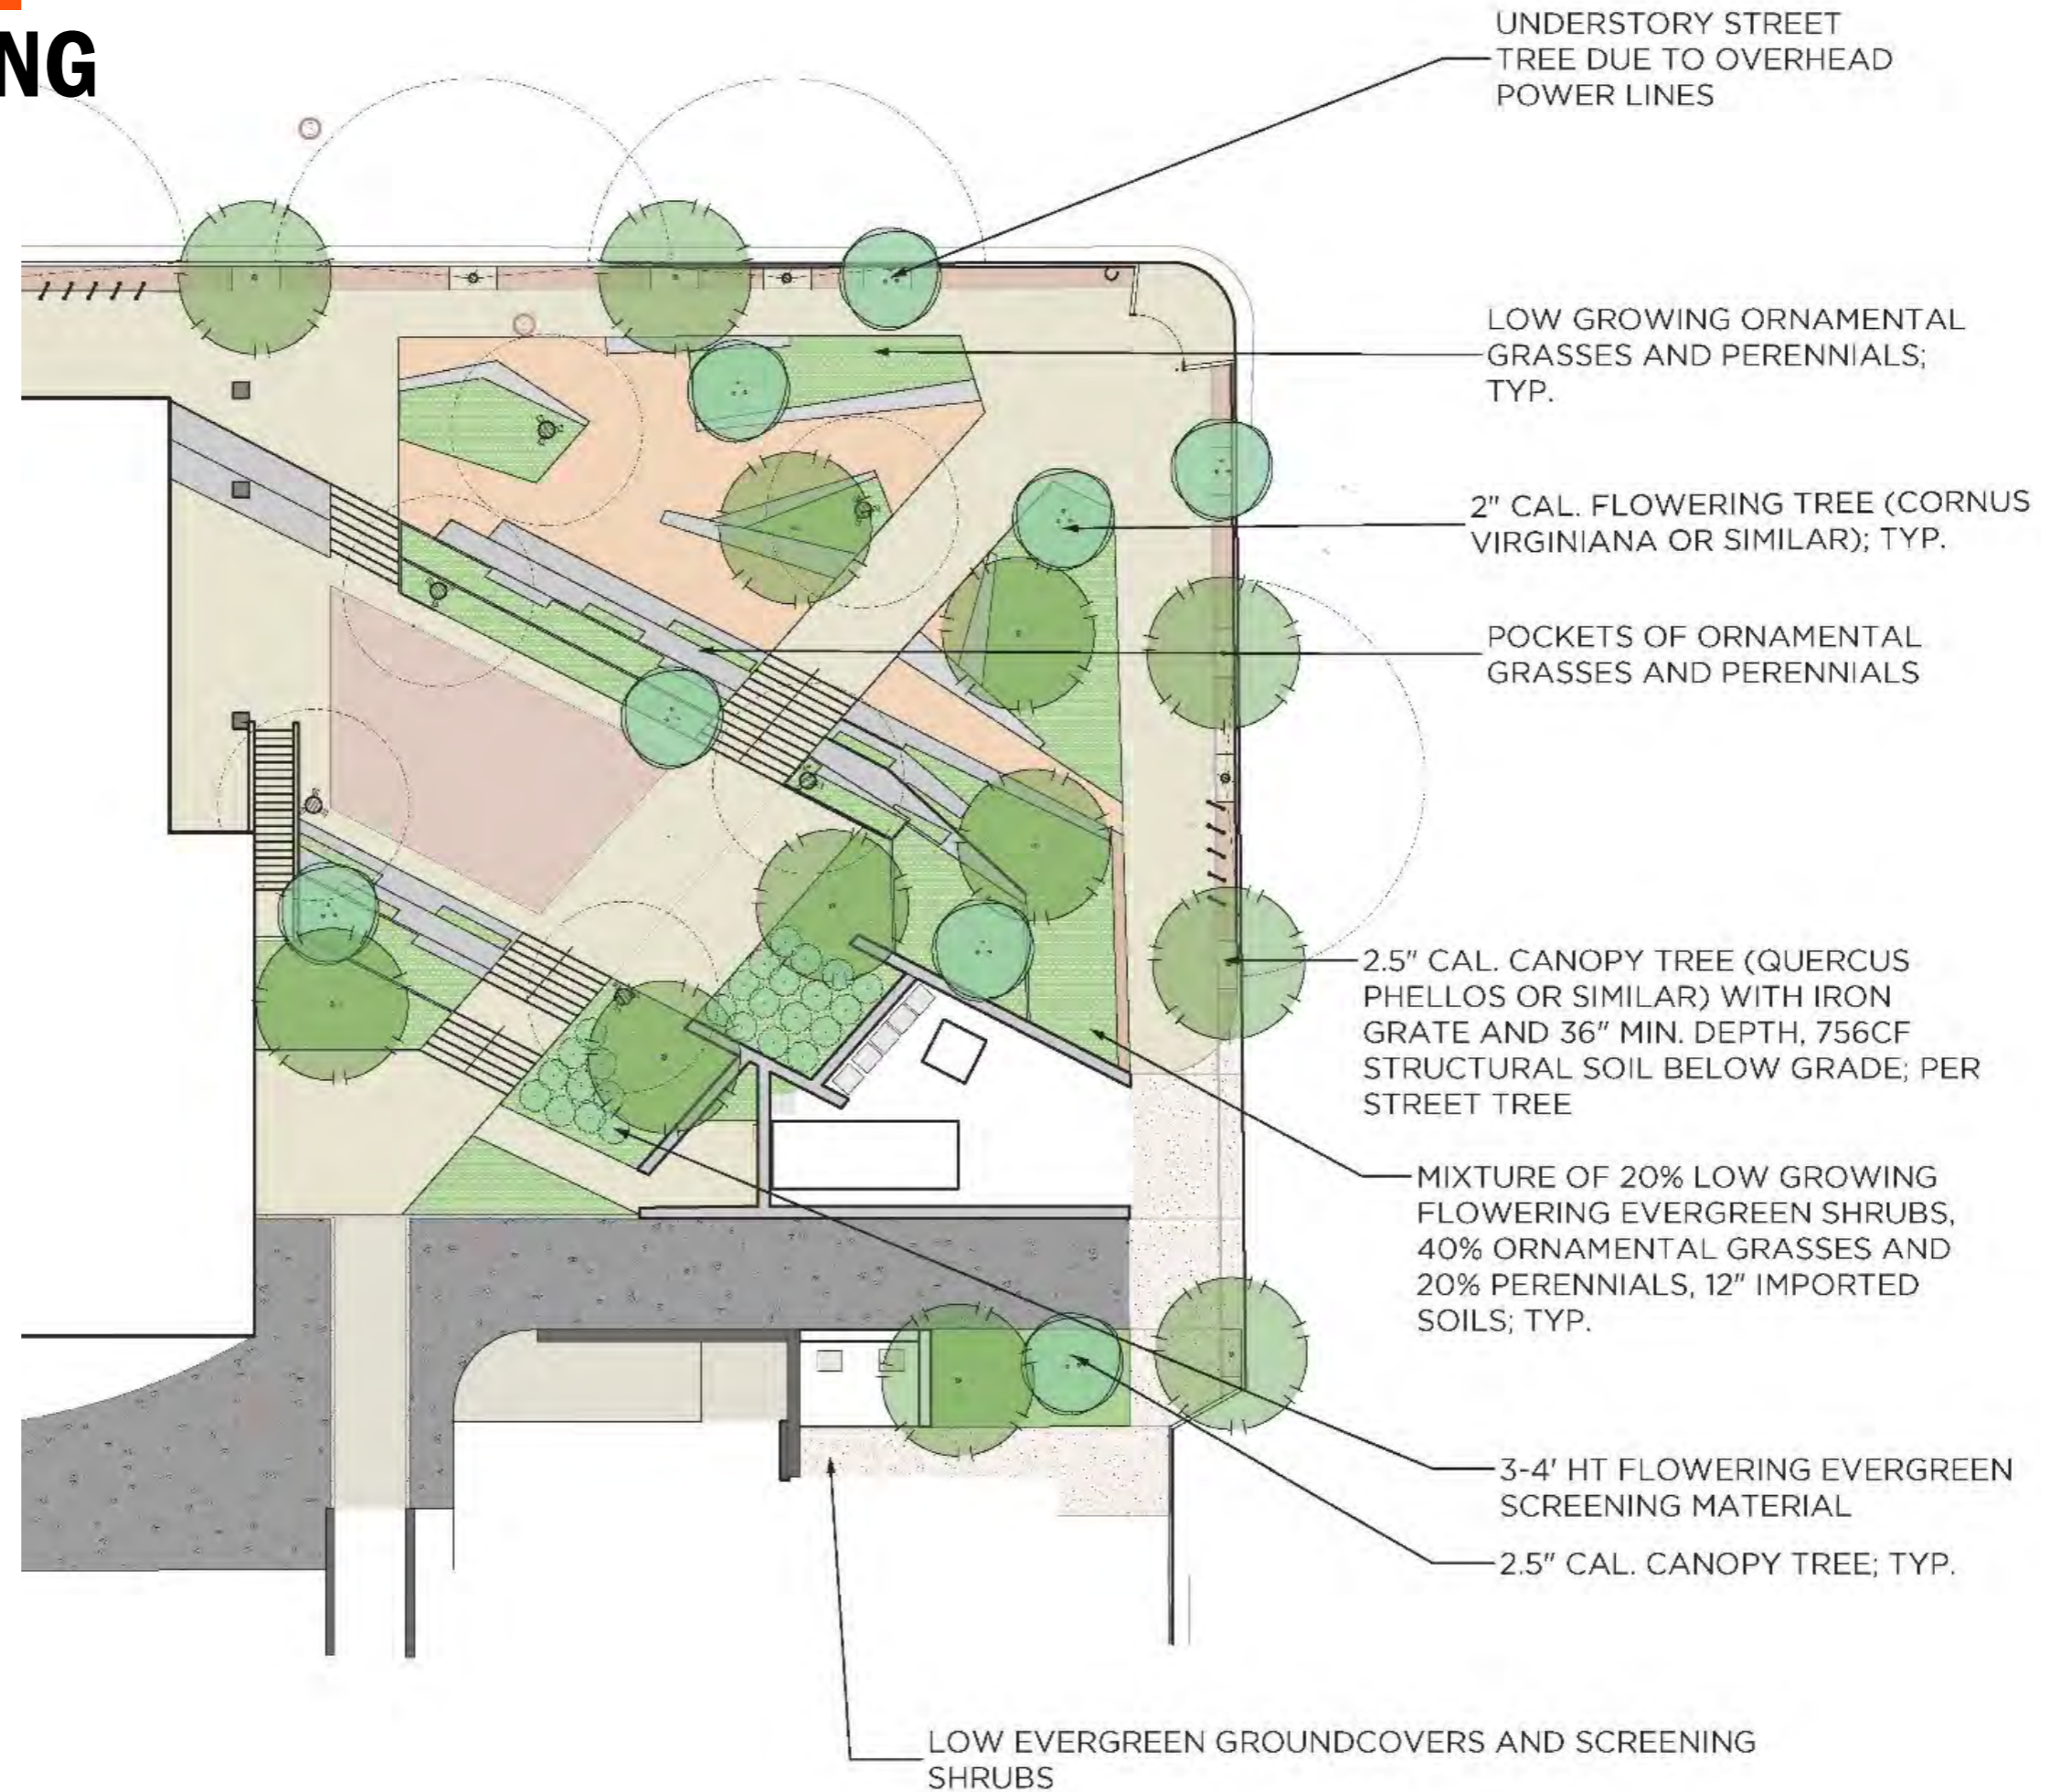 NG
UNDERSTORY STREET
TREE DUE TO OVERHEAD
POWER LINES
LOW GROWING ORNAMENTAL
GRASSES AND PERENNIALS;
TYP.
2" CAL. FLOWERING TREE (CORNUS
VIRGINIANA OR SIMILAR); TYP.
POCKETS OF ORNAMENTAL
GRASSES AND PERENNIALS
2.5" CAL. CANOPY TREE (QUERCUS
PHELLOS OR SIMILAR) WITH IRON
GRATE AND 36" MIN. DEPTH, 756CF
STRUCTURAL SOIL BELOW GRADE; PER
STREET TREE
MIXTURE OF 20% LOW GROWING
FLOWERING EVERGREEN SHRUBS,
40% ORNAMENTAL GRASSES AND
20% PERENNIALS, 12" IMPORTED
SOILS; TYP.
3-4' HT FLOWERING EVERGREEN
SCREENING MATERIAL
2.5" CAL. CANOPY TREE; TYP.
LOW EVERGREEN GROUNDCOVERS AND SCREENING
SHRUBS